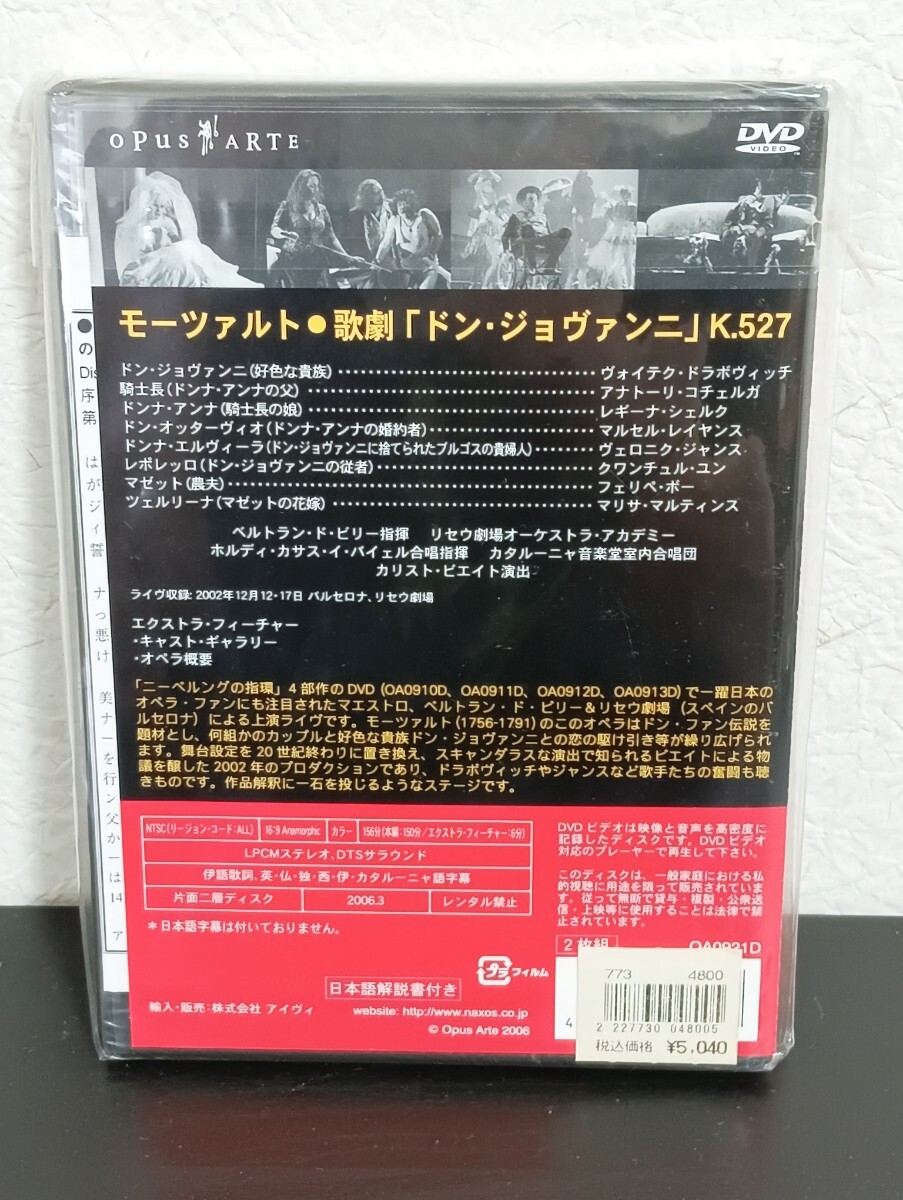 OPUS ARTE
DVD
VIDEO
モーツァルト●歌劇「ドン・ジョヴァンニ」K.527
ドン・ジョヴァンニ(好色な貴族)‥‥‥‥‥‥‥‥‥‥‥‥‥ヴォイテク・ドラボヴィッチ
騎士長(ドンナ・アンナの父)‥‥‥‥‥‥‥‥‥‥‥‥‥アナトーリ・コチェルガ
ドンナ・アンナ(騎士長の娘)‥‥‥‥‥‥‥‥‥‥‥‥‥レギーナ・シェルク
ドン・オッターヴィオ(ドンナ・アンナの婚約者)‥‥‥‥‥‥‥‥マルセル・レイヤンス
ドンナ・エルヴィーラ(ドン・ジョヴァンニに捨てられたブルゴスの貴婦人)‥‥‥ヴェロニク・ジャンス
レポレッロ(ドン・ジョヴァンニの従者)‥‥‥‥‥‥‥‥‥‥クワンチュル・ユン
マゼット(農夫)‥‥‥‥‥‥‥‥‥‥‥‥‥‥‥‥‥フェリペ・ボー
ツェルリーナ(マゼットの花嫁)‥‥‥‥‥‥‥‥‥‥‥‥マリサ・マルティンス
ベルトラン・ド・ビリー指揮 リセウ劇場オーケストラ・アカデミー
ホルディ・カサス・イ・バイェル合唱指揮 カタルーニャ音楽堂室内合唱団
カリスト・ビエイト演出
ライヴ収録: 2002年12月12・17日 バルセロナ、リセウ劇場
エクストラ・フィーチャー
・キャスト・ギャラリー
・オペラ概要
「ニーベルングの指環」4部作のDVD (OA0910D、OA0911D、OA0912D、OA0913D)で一躍日本の
オペラ・ファンにも注目されたマエストロ、ベルトラン・ド・ビリー&リセウ劇場 (スペインのバ
ルセロナ) による上演ライヴです。モーツァルト(1756-1791)のこのオペラはドン・ファン伝説を
題材とし、何組かのカップルと好色な貴族ドン・ジョヴァンニとの恋の駆け引き等が繰り広げられ
ます。舞台設定を20世紀終わりに置き換え、スキャンダラスな演出で知られるビエイトによる物
議を醸した2002年のプロダクションであり、ドラボヴィッチやジャンスなど歌手たちの奮闘も聴
きものです。作品解釈に一石を投じるようなステージです。
NTSC(リージョン・コード:ALL) 16:9 Anamorphc カラー 156分(本編:150分/エクストラ・フィーチャー:6分)
LPCMステレオ、DTSサラウンド
伊語歌詞、英・仏・独・西・伊・カタルーニャ語字幕
片面二層ディスク 2006.3 レンタル禁止
*日本語字幕は付いておりません。
プラ フィルム
日本語解説書付き
輸入・販売:株式会社 アイヴィ website: http://www.naxos.co.jp
© Opus Arte 2006
DVDビデオは映像と音声を高密度に
記録したディスクです。DVDビデオ
対応のプレーヤーで再生して下さい。
このディスクは、一般家庭における私
的視聴に用途を限って販売されていま
す。従って無断で貸与・複製・公衆送
信・上映等に使用することは法律で禁
止されています。
2枚組 OA0921D
773 4800
2 227730 048005
税込価格 ¥5,040
4
●
の
Dis
序
第
は
が
ジィ
誓
ナ
っ
悪
け
美
ナー
を
行
ン
父
か
ー
は
14
ア